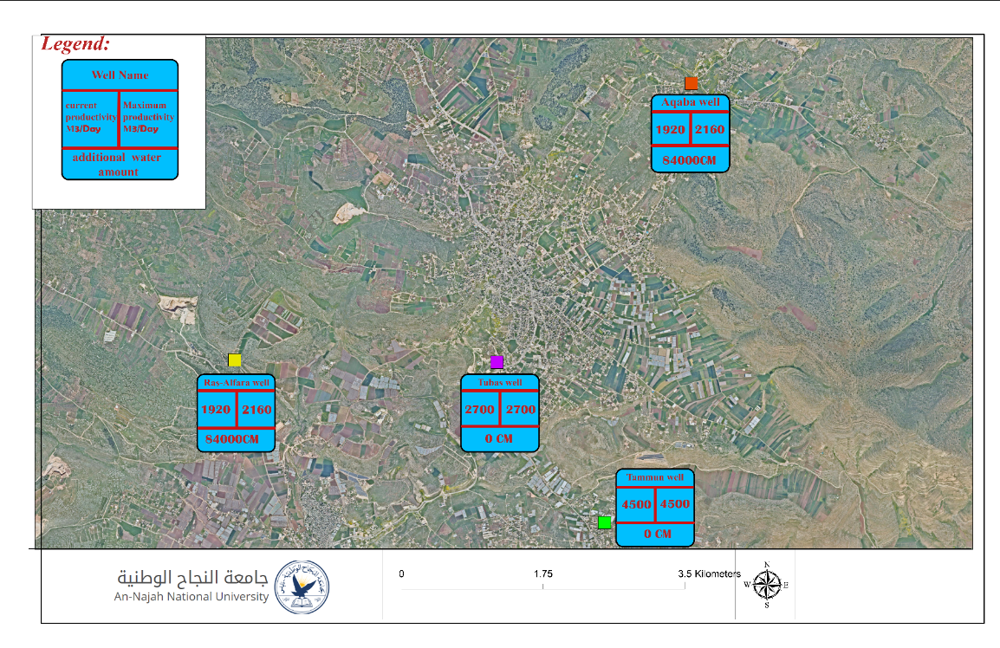 Legend:
Well Name
current
productivity
M3/Day
Maximum
productivity
M3/Day
additional water
amount
Aqaba well
1920 2160
84000CM
Ras-Alfara well
1920 2160
84000CM
Tubas well
2700 2700
0 CM
Tammun well
4500 4500
0 CM
جامعة النجاح الوطنية
An-Najah National University
0 1.75 3.5 Kilometers
N
W E
S